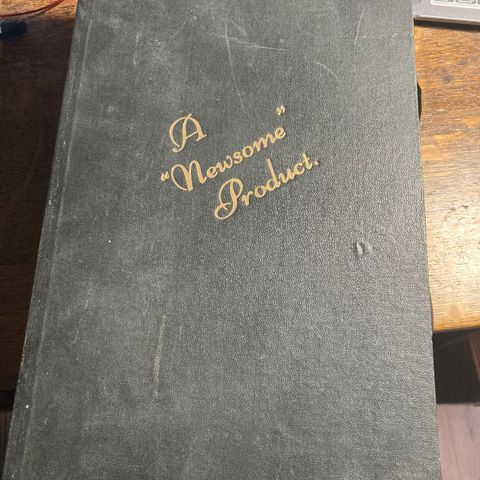 A
“Newsome”
Product.